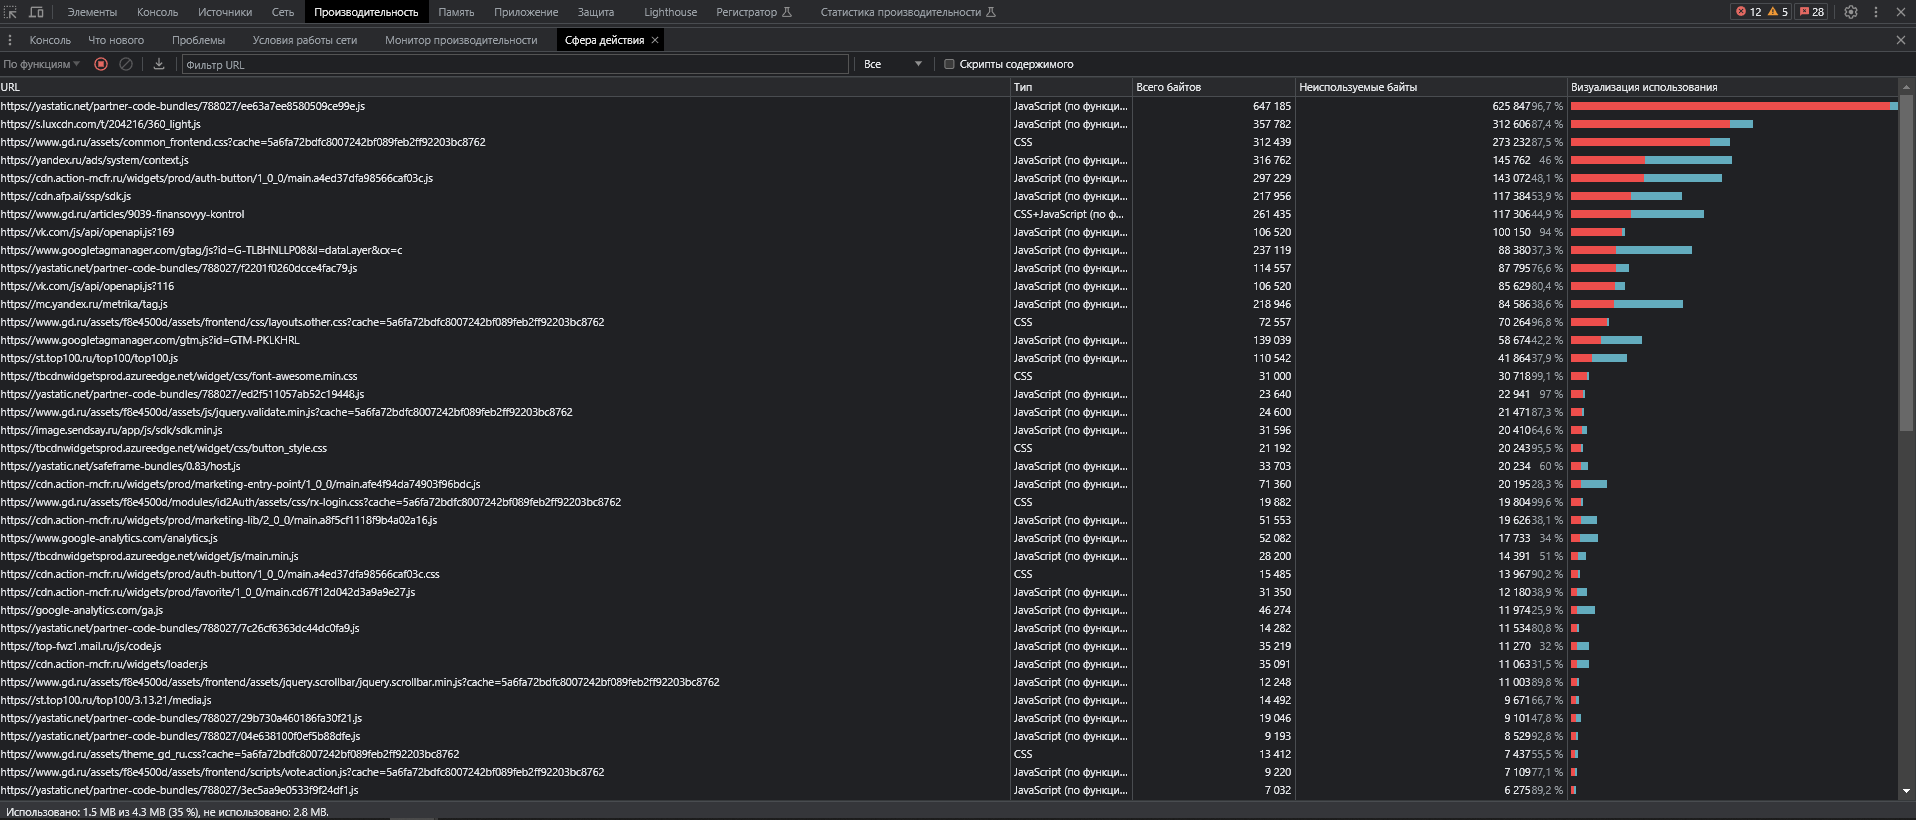 Элементы Консоль Источники Сеть Производительность Память Приложение Защита Lighthouse Регистратор Статистика производительности 12 5 28
Консоль Что нового Проблемы Условия работы сети Монитор производительности Сфера действия ×
По функциям Фильтр URL Все Скрипты содержимого
URL Тип Всего байтов Неиспользуемые байты Визуализация использования
https://yastatic.net/partner-code-bundles/788027/ee63a7ee8580509ce99e.js JavaScript (по функци... 647 185 625 847 96,7 %
https://s.luxcdn.com/t/204216/360_light.js JavaScript (по функци... 357 782 312 606 87,4 %
https://www.gd.ru/assets/common_frontend.css?cache=5a6fa72bdfc8007242bf089feb2ff92203bc8762 CSS 312 439 273 232 87,5 %
https://yandex.ru/ads/system/context.js JavaScript (по функци... 316 762 145 762 46 %
https://cdn.action-mcfr.ru/widgets/prod/auth-button/1_0_0/main.a4ed37dfa98566caf03c.js JavaScript (по функци... 297 229 143 072 48,1 %
https://cdn.afp.ai/ssp/sdk.js JavaScript (по функци... 217 956 117 384 53,9 %
https://www.gd.ru/articles/9039-finansovyy-kontrol CSS+JavaScript (по ф... 261 435 117 306 44,9 %
https://vk.com/js/api/openapi.js?169 JavaScript (по функци... 106 520 100 150 94 %
https://www.googletagmanager.com/gtag/js?id=G-TLBHNLLP08&l=dataLayer&cx=c JavaScript (по функци... 237 119 88 380 37,3 %
https://yastatic.net/partner-code-bundles/788027/f2201f0260dcce4fac79.js JavaScript (по функци... 114 557 87 795 76,6 %
https://vk.com/js/api/openapi.js?116 JavaScript (по функци... 106 520 85 629 80,4 %
https://mc.yandex.ru/metrika/tag.js JavaScript (по функци... 218 946 84 586 38,6 %
https://www.gd.ru/assets/f8e4500d/assets/frontend/css/layouts.other.css?cache=5a6fa72bdfc8007242bf089feb2ff92203bc8762 CSS 72 557 70 264 96,8 %
https://www.googletagmanager.com/gtm.js?id=GTM-PKLKHRL JavaScript (по функци... 139 039 58 674 42,2 %
https://st.top100.ru/top100/top100.js JavaScript (по функци... 110 542 41 864 37,9 %
https://tbcdnwidgetsprod.azureedge.net/widget/css/font-awesome.min.css CSS 31 000 30 718 99,1 %
https://yastatic.net/partner-code-bundles/788027/ed2f511057ab52c19448.js JavaScript (по функци... 23 640 22 941 97 %
https://www.gd.ru/assets/f8e4500d/assets/js/jquery.validate.min.js?cache=5a6fa72bdfc8007242bf089feb2ff92203bc8762 JavaScript (по функци... 24 600 21 471 87,3 %
https://image.sendsay.ru/app/js/sdk/sdk.min.js JavaScript (по функци... 31 596 20 410 64,6 %
https://tbcdnwidgetsprod.azureedge.net/widget/css/button_style.css CSS 21 192 20 243 95,5 %
https://yastatic.net/safeframe-bundles/0.83/host.js JavaScript (по функци... 33 703 20 234 60 %
https://cdn.action-mcfr.ru/widgets/prod/marketing-entry-point/1_0_0/main.afe4f94da74903f96bdc.js JavaScript (по функци... 71 360 20 195 28,3 %
https://www.gd.ru/assets/f8e4500d/modules/id2Auth/assets/css/rx-login.css?cache=5a6fa72bdfc8007242bf089feb2ff92203bc8762 CSS 19 882 19 804 99,6 %
https://cdn.action-mcfr.ru/widgets/prod/marketing-lib/2_0_0/main.a8f5cf1118f9b4a02a16.js JavaScript (по функци... 51 553 19 626 38,1 %
https://www.google-analytics.com/analytics.js JavaScript (по функци... 52 082 17 733 34 %
https://tbcdnwidgetsprod.azureedge.net/widget/js/main.min.js JavaScript (по функци... 28 200 14 391 51 %
https://cdn.action-mcfr.ru/widgets/prod/auth-button/1_0_0/main.a4ed37dfa98566caf03c.css CSS 15 485 13 967 90,2 %
https://cdn.action-mcfr.ru/widgets/prod/favorite/1_0_0/main.cd67f12d042d3a9a9e27.js JavaScript (по функци... 31 350 12 180 38,9 %
https://google-analytics.com/ga.js JavaScript (по функци... 46 274 11 974 25,9 %
https://yastatic.net/partner-code-bundles/788027/7c26cf6363dc44dc0fa9.js JavaScript (по функци... 14 282 11 534 80,8 %
https://top-fwz1.mail.ru/js/code.js JavaScript (по функци... 35 219 11 270 32 %
https://cdn.action-mcfr.ru/widgets/loader.js JavaScript (по функци... 35 091 11 063 31,5 %
https://www.gd.ru/assets/f8e4500d/assets/frontend/assets/jquery.scrollbar/jquery.scrollbar.min.js?cache=5a6fa72bdfc8007242bf089feb2ff92203bc8762 JavaScript (по функци... 12 248 11 003 89,8 %
https://st.top100.ru/top100/3.13.21/media.js JavaScript (по функци... 14 492 9 671 66,7 %
https://yastatic.net/partner-code-bundles/788027/29b730a460186fa30f21.js JavaScript (по функци... 19 046 9 101 47,8 %
https://yastatic.net/partner-code-bundles/788027/04e638100f0ef5b88dfe.js JavaScript (по функци... 9 193 8 529 92,8 %
https://www.gd.ru/assets/theme_gd_ru.css?cache=5a6fa72bdfc8007242bf089feb2ff92203bc8762 CSS 13 412 7 437 55,5 %
https://www.gd.ru/assets/f8e4500d/assets/frontend/scripts/vote.action.js?cache=5a6fa72bdfc8007242bf089feb2ff92203bc8762 JavaScript (по функци... 9 220 7 109 77,1 %
https://yastatic.net/partner-code-bundles/788027/3ec5aa9e0533f9f24df1.js JavaScript (по функци... 7 032 6 275 89,2 %
Использовано: 1.5 MB из 4.3 MB (35 %), не использовано: 2.8 MB.